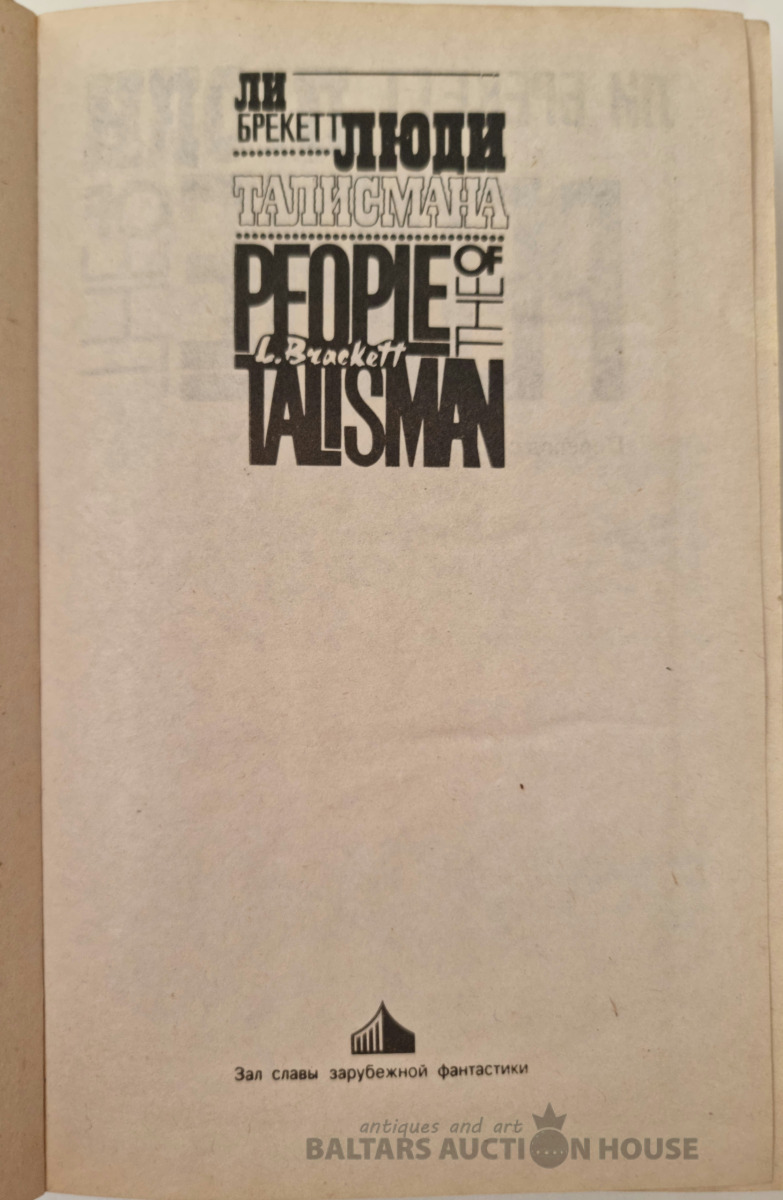 ЛИ
БРЕКЕТТ
ЛЮДИ
ТАЛИСМАНА
PEOPLE
OF
THE
L. Brackett
TALISMAN
Зал славы зарубежной фантастики
antiques and art
BALTARS AUCTION HOUSE